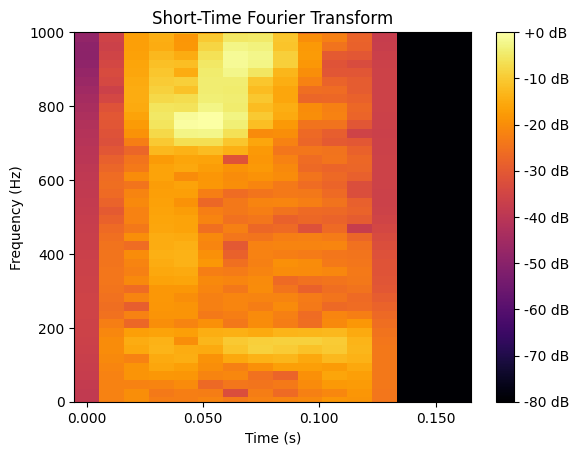 Short-Time Fourier Transform
Frequency (Hz)
1000
800
600
400
200
0
0.000 0.050 0.100 0.150
Time (s)
+0 dB
-10 dB
-20 dB
-30 dB
-40 dB
-50 dB
-60 dB
-70 dB
-80 dB